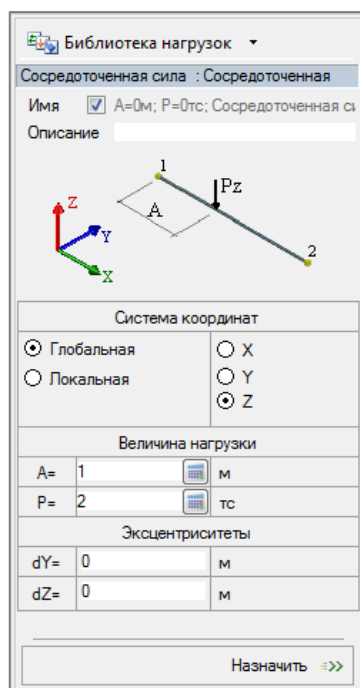 Библиотека нагрузок
Сосредоточенная сила : Сосредоточенная
Имя A=0м; P=0тс; Сосредоточенная си
Описание
1
Pz
Z
A
Y
2
X
Система координат
Глобальная X
Локальная Y
Z
Величина нагрузки
A= 1 м
P= 2 тс
Эксцентриситеты
dY= 0 м
dZ= 0 м
Назначить